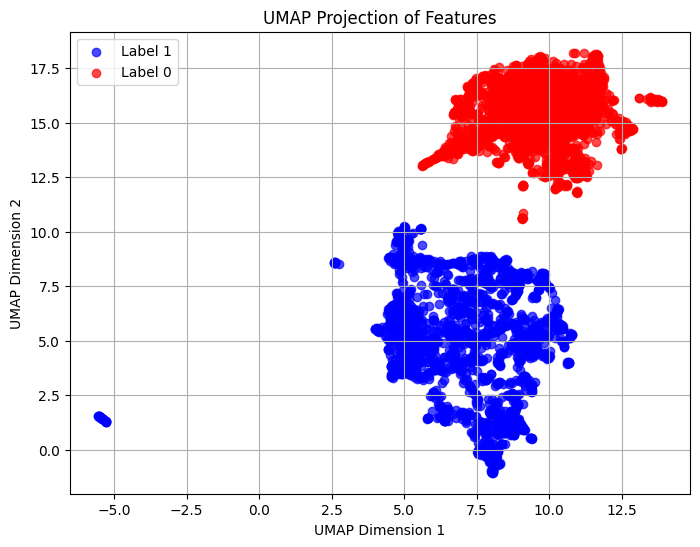 UMAP Projection of Features
Label 1
Label 0
17.5
15.0
12.5
10.0
7.5
5.0
2.5
0.0
UMAP Dimension 2
−5.0 −2.5 0.0 2.5 5.0 7.5 10.0 12.5
UMAP Dimension 1